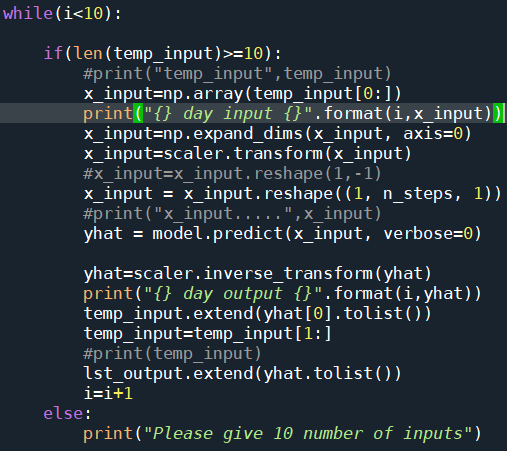 while(i<10):
if(len(temp_input)>=10):
#print("temp_input",temp_input)
x_input=np.array(temp_input[0:])
print("{} day input {}".format(i,x_input))
x_input=np.expand_dims(x_input, axis=0)
x_input=scaler.transform(x_input)
#x_input=x_input.reshape(1,-1)
x_input = x_input.reshape((1, n_steps, 1))
#print("x_input.....",x_input)
yhat = model.predict(x_input, verbose=0)
yhat=scaler.inverse_transform(yhat)
print("{} day output {}".format(i,yhat))
temp_input.extend(yhat[0].tolist())
temp_input=temp_input[1:]
#print(temp_input)
lst_output.extend(yhat.tolist())
i=i+1
else:
print("Please give 10 number of inputs")